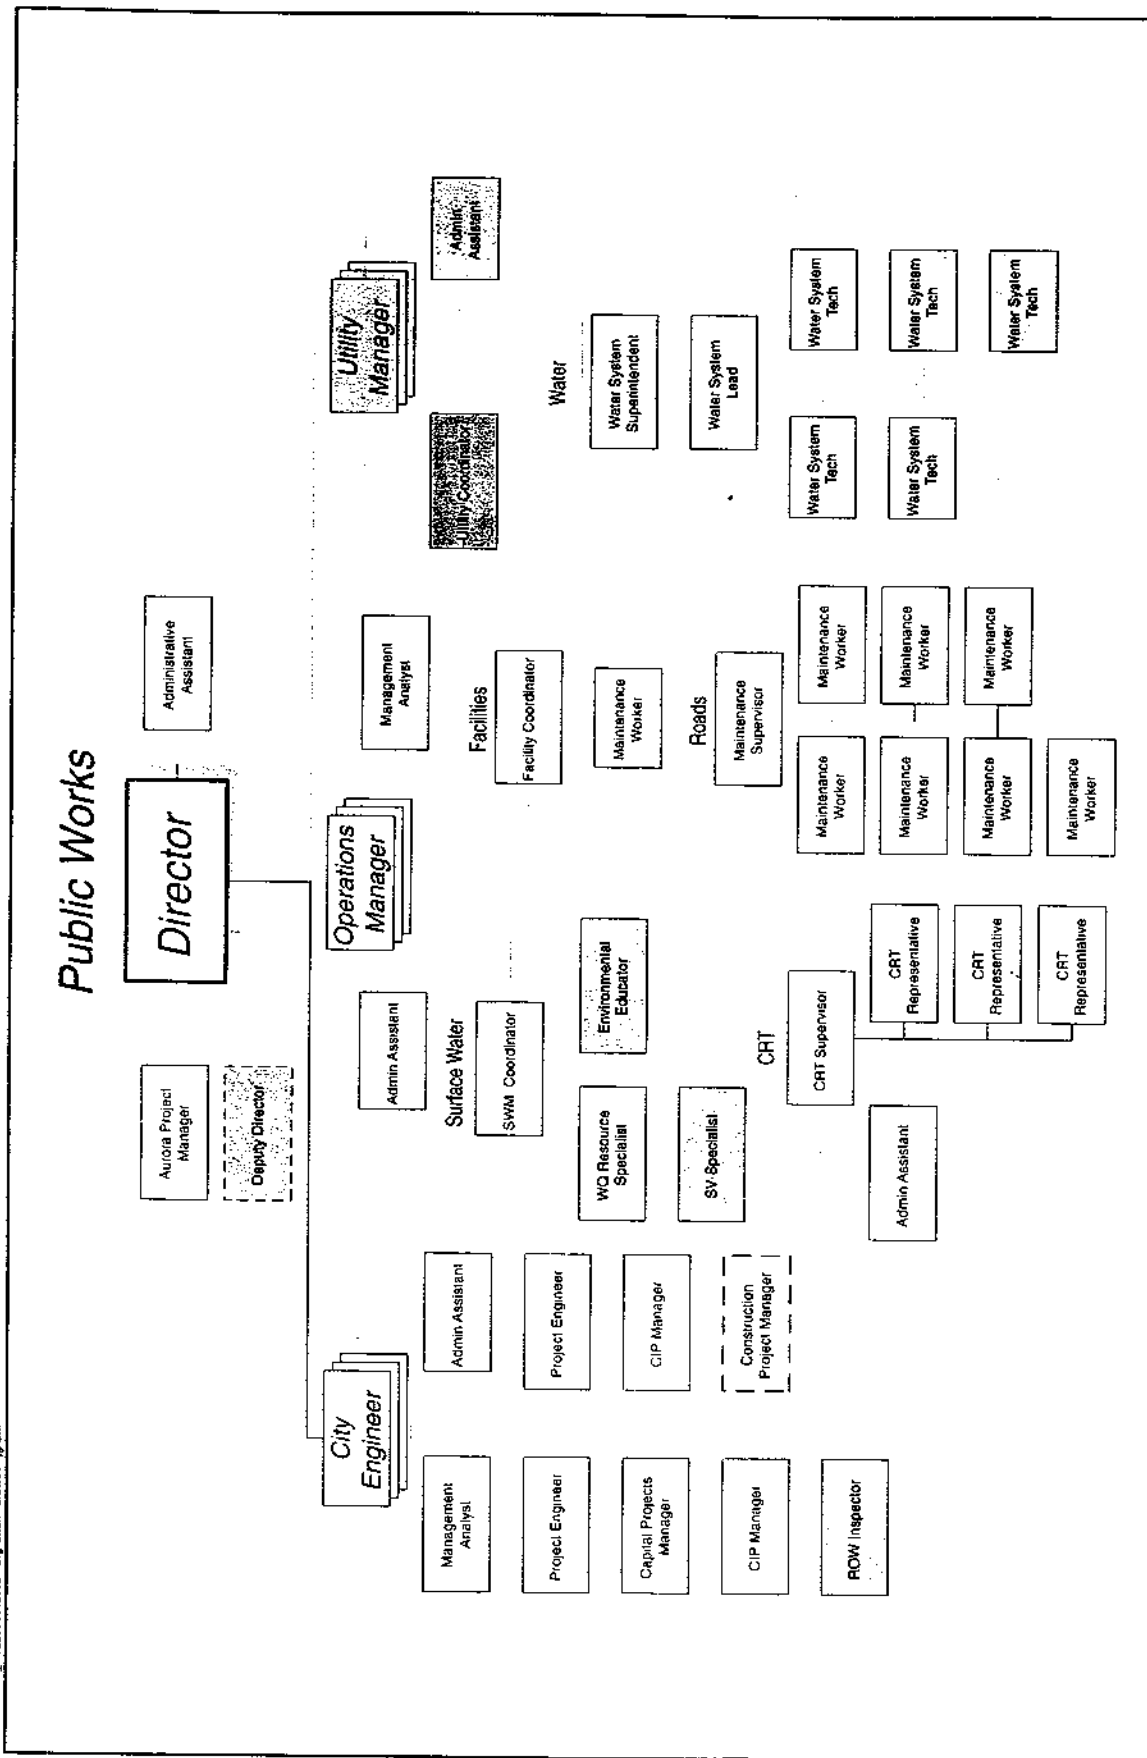 Public Works
Aurora Project
Manager
Director
Administrative
Assistant
Deputy Director
City
Engineer
Operations
Manager
Utility
Manager
Admin Assistant
Management
Analyst
Management
Analyst
Admin Assistant
Utility Coordinator
Admin
Assistant
Surface Water
SWM Coordinator
Facilities
Facility Coordinator
Project Engineer
Project Engineer
WQ Resource
Specialist
Environmental
Educator
Maintenance
Worker
Water
Water System
Superintendent
Capital Projects
Manager
CIP Manager
SV Specialist
Roads
Maintenance
Supervisor
Water System
Lead
CIP Manager
Construction
Project Manager
CRT
CRT Supervisor
ROW Inspector
Admin Assistant
CRT
Representative
CRT
Representative
CRT
Representative
Maintenance
Worker
Maintenance
Worker
Maintenance
Worker
Maintenance
Worker
Maintenance
Worker
Maintenance
Worker
Maintenance
Worker
Water System
Tech
Water System
Tech
Water System
Tech
Water System
Tech
Water System
Tech